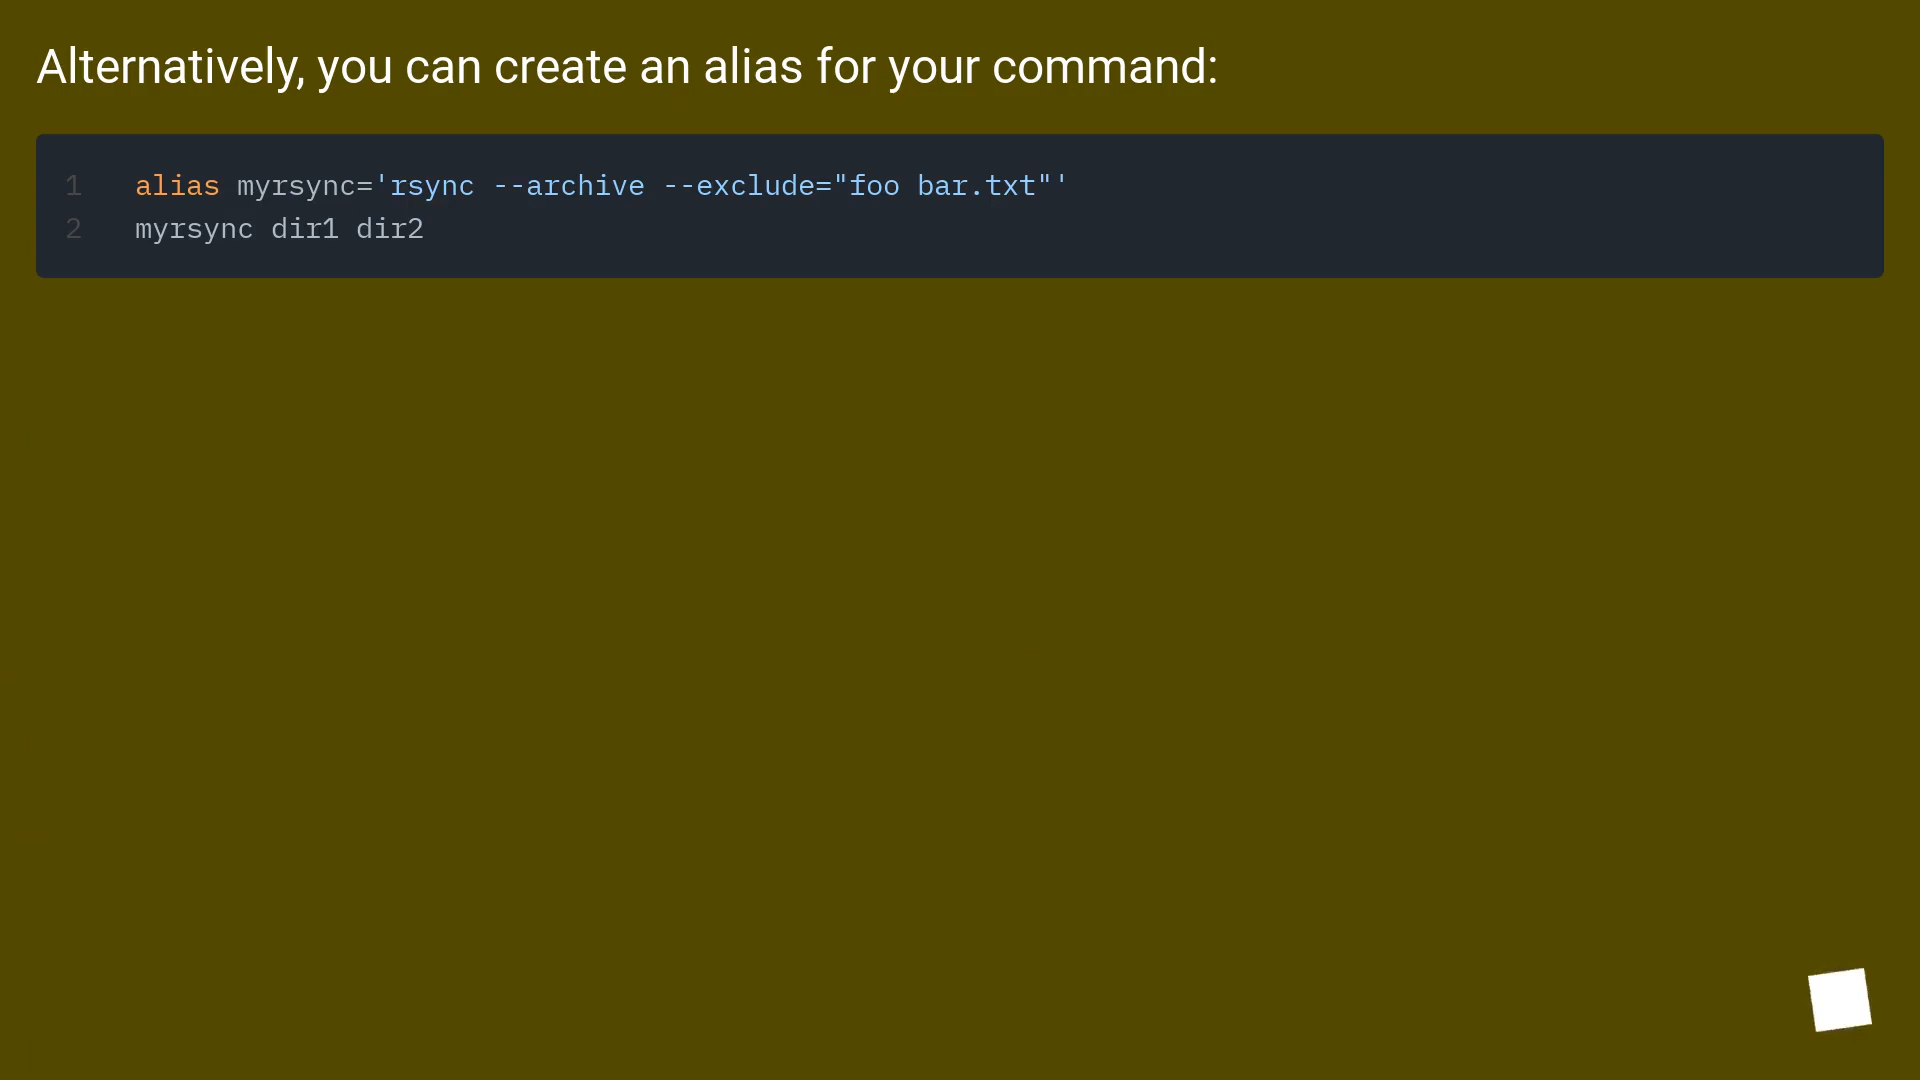 Alternatively, you can create an alias for your command:
1 alias myrsync='rsync --archive --exclude="foo bar.txt"'
2 myrsync dir1 dir2